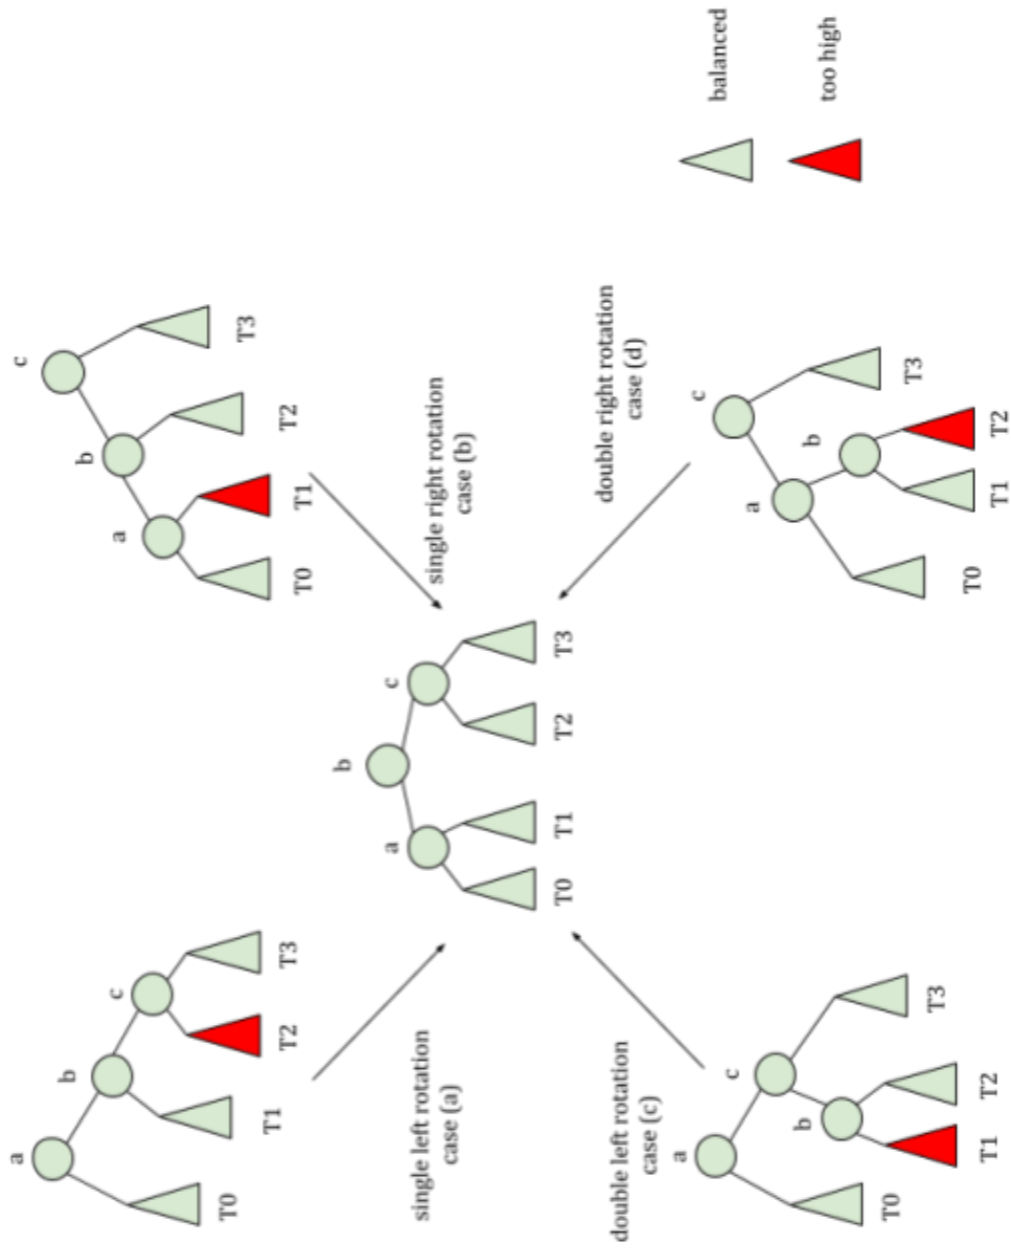 a
b
c
T0
T1
T2
T3
single left rotation
case (a)
c
b
a
T0
T1
T2
T3
single right rotation
case (b)
b
a
c
T0
T1
T2
T3
double left rotation
case (c)
a
c
b
T0
T1
T2
T3
double right rotation
case (d)
c
a
b
T0
T1
T2
T3
balanced
too high